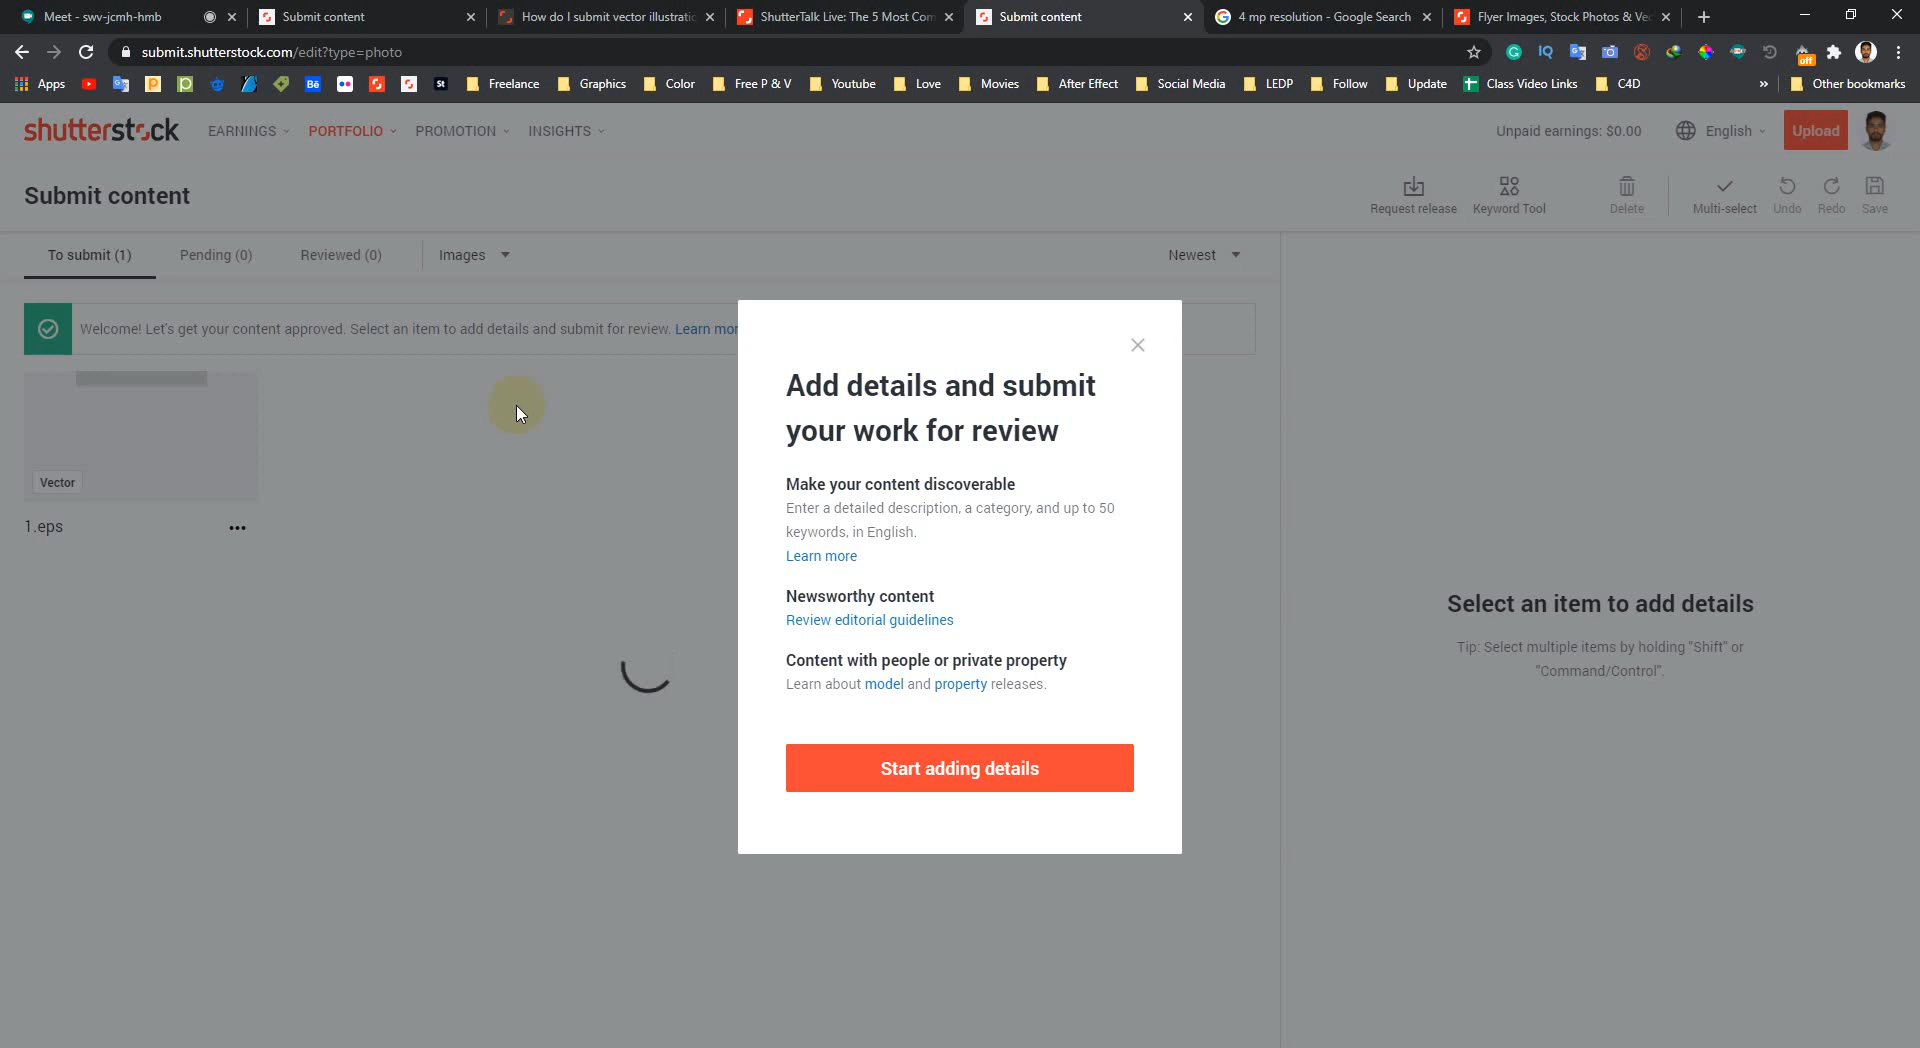 Meet - swv-jcmh-hmb
Submit content
How do I submit vector illustratio
ShutterTalk Live: The 5 Most Com
Submit content
4 mp resolution - Google Search
Flyer Images, Stock Photos & Vec
submit.shutterstock.com/edit?type=photo
off
Apps
Freelance
Graphics
Color
Free P & V
Youtube
Love
Movies
After Effect
Social Media
LEDP
Follow
Update
Class Video Links
C4D
»
Other bookmarks
shutterstock
EARNINGS
PORTFOLIO
PROMOTION
INSIGHTS
Unpaid earnings: $0.00
English
Upload
Submit content
Request release
Keyword Tool
Delete
Multi-select
Undo
Redo
Save
To submit (1)
Pending (0)
Reviewed (0)
Images
Newest
Welcome! Let's get your content approved. Select an item to add details and submit for review. Learn mor
Vector
1.eps
Add details and submit
your work for review
Make your content discoverable
Enter a detailed description, a category, and up to 50
keywords, in English.
Learn more
Newsworthy content
Review editorial guidelines
Content with people or private property
Learn about model and property releases.
Start adding details
Select an item to add details
Tip: Select multiple items by holding "Shift" or
"Command/Control".